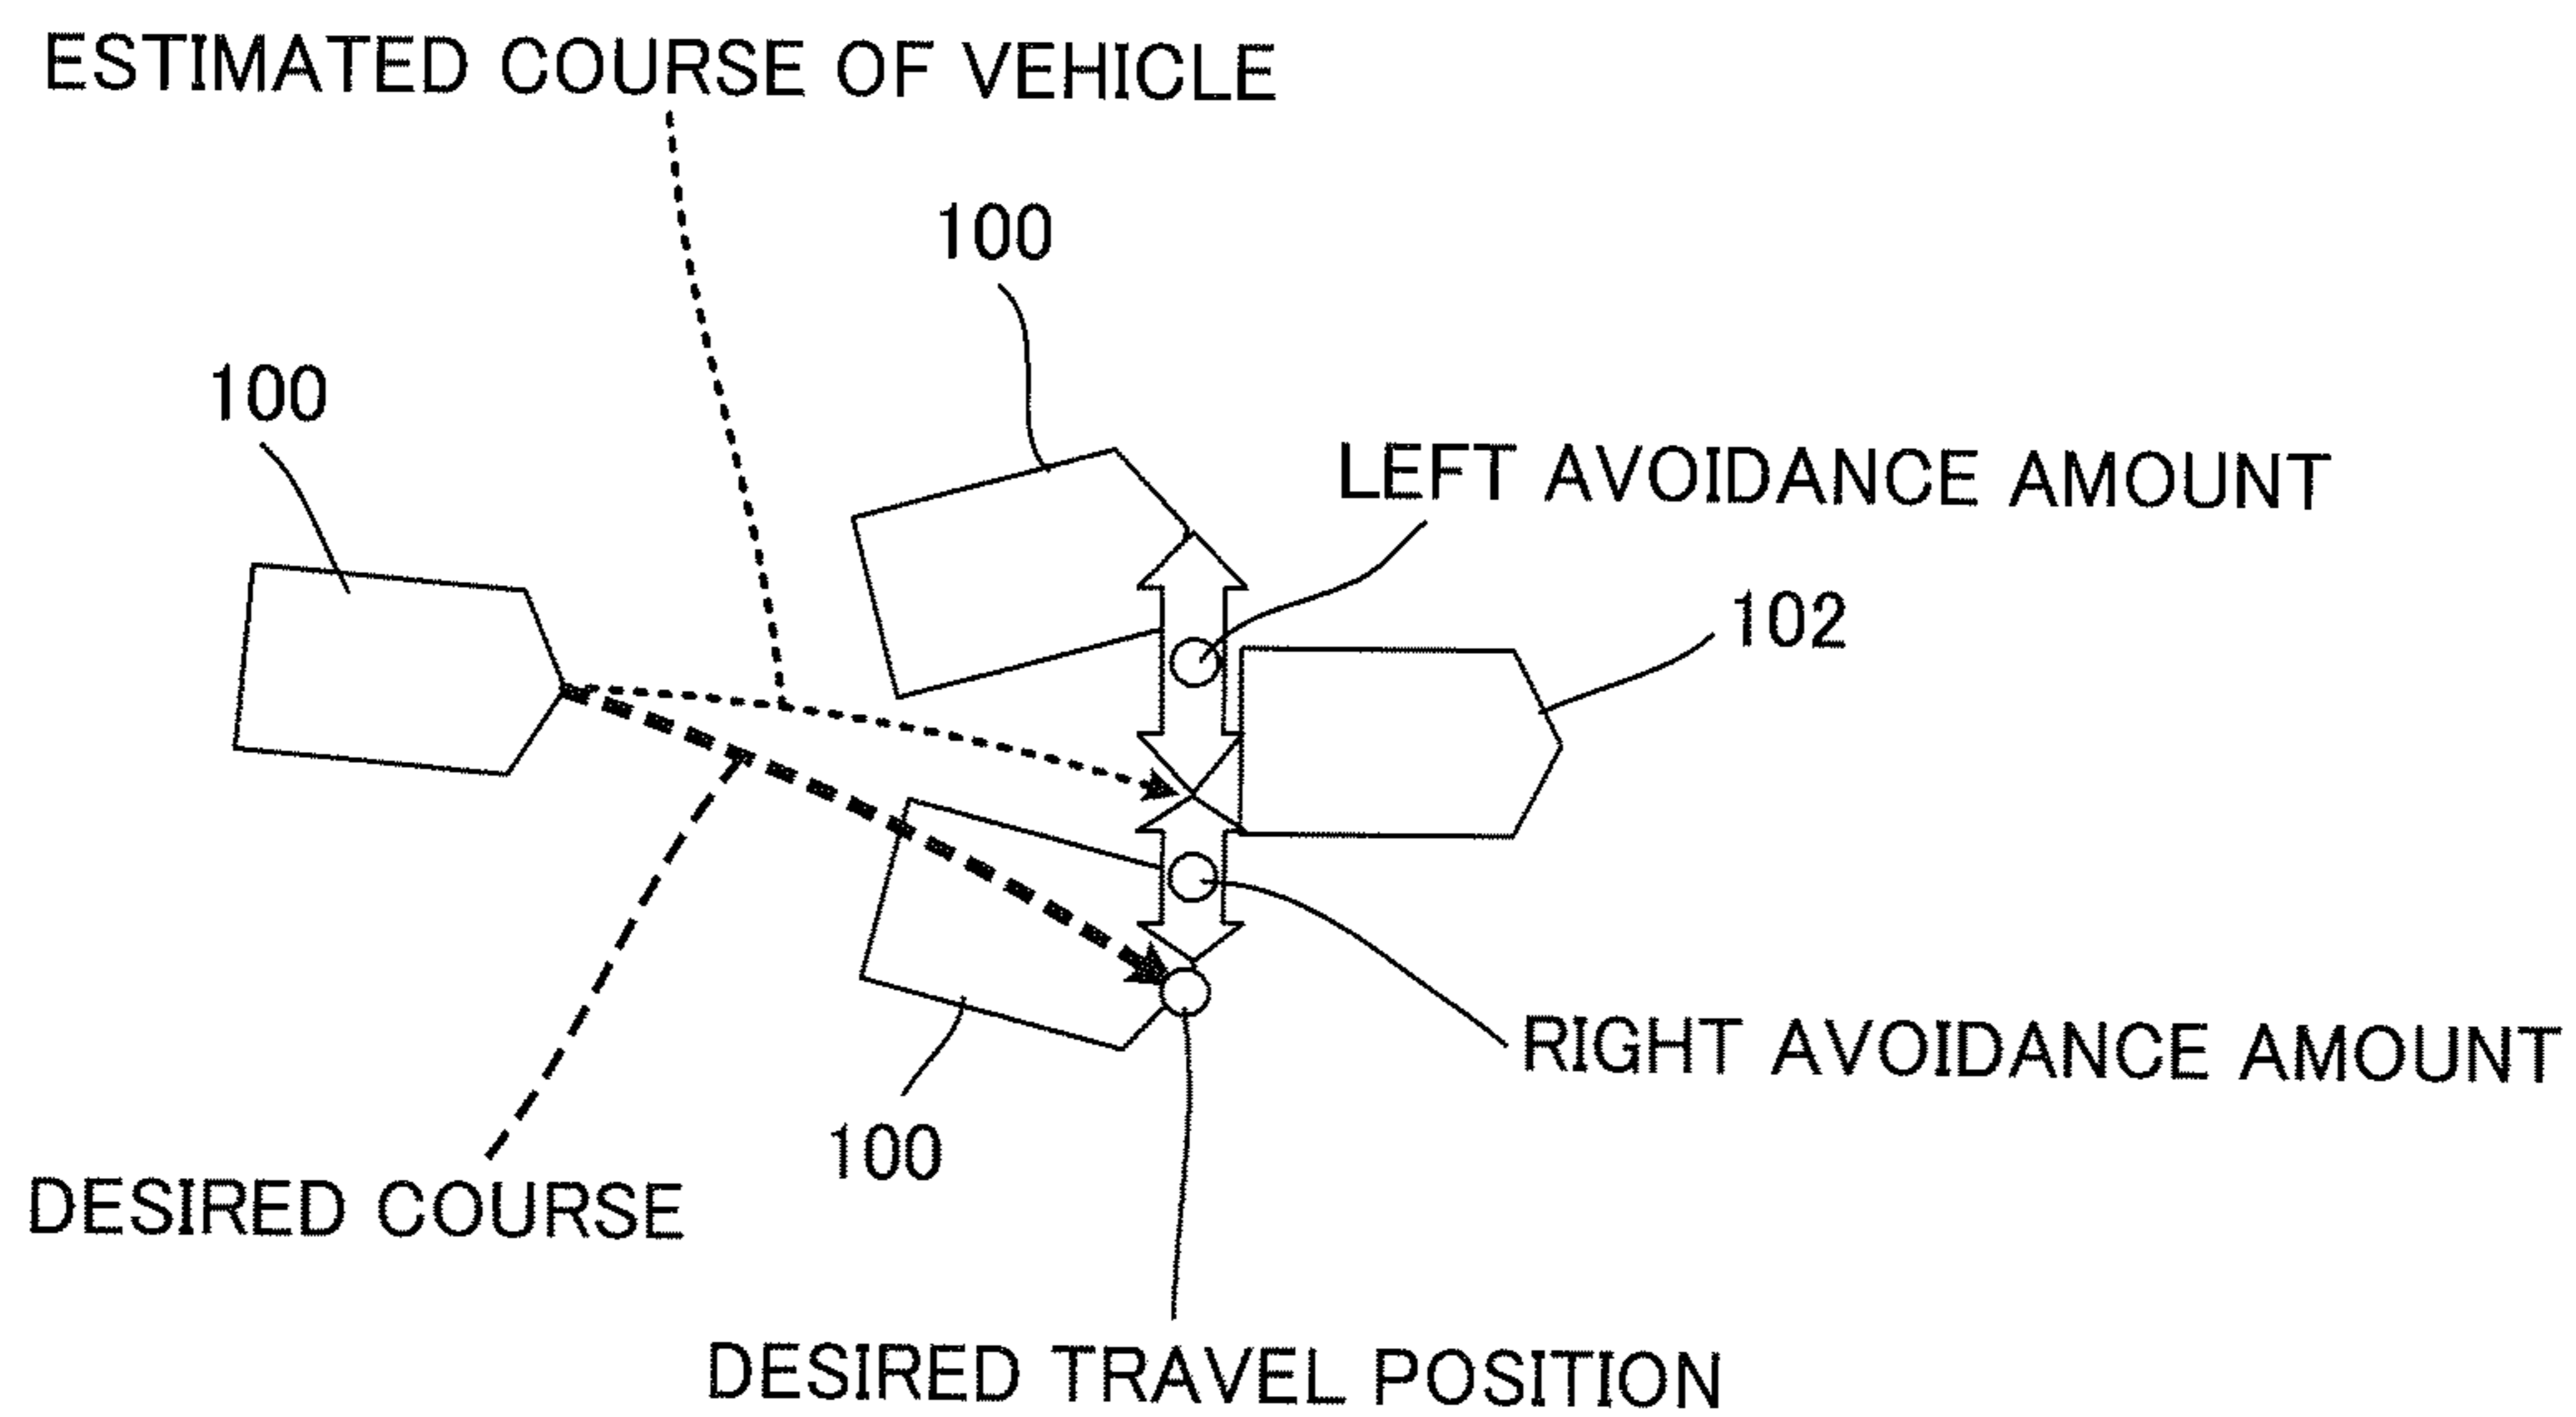 ESTIMATED COURSE OF VEHICLE
100
100
LEFT AVOIDANCE AMOUNT
102
RIGHT AVOIDANCE AMOUNT
100
DESIRED COURSE
DESIRED TRAVEL POSITION